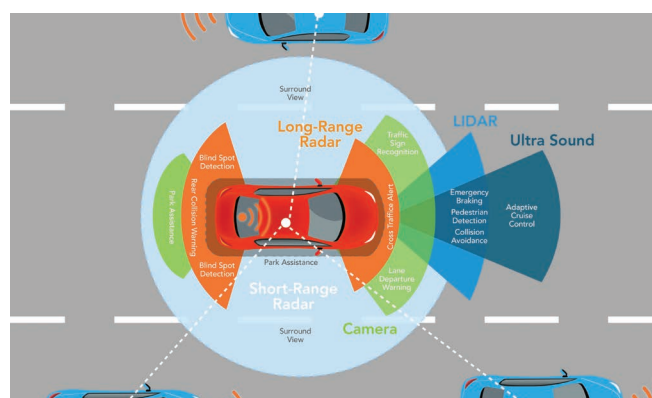 Surround
View
Long-Range
Radar
Traffic
Sign
Recognition
LIDAR
Ultra Sound
Blind Spot
Detection
Park Assistance
Rear Collision Warning
Cross Traffice Alert
Emergency
Braking
Pedestrian
Detection
Collision
Avoidance
Adaptive
Cruise
Control
Blind Spot
Detection
Park Assistance
Lane
Departure
Warning
Short-Range
Radar
Camera
Surround
View